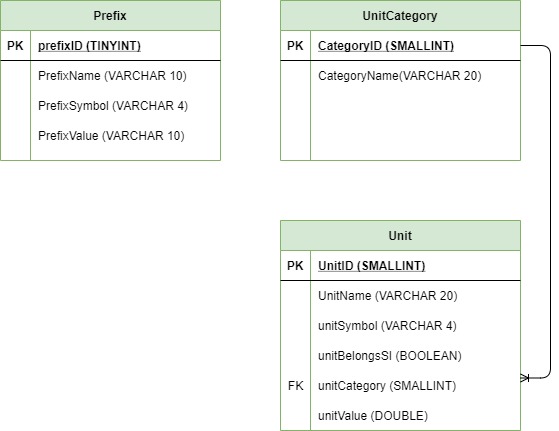 Prefix
PK prefixID (TINYINT)
PrefixName (VARCHAR 10)
PrefixSymbol (VARCHAR 4)
PrefixValue (VARCHAR 10)
UnitCategory
PK CategoryID (SMALLINT)
CategoryName(VARCHAR 20)
Unit
PK UnitID (SMALLINT)
UnitName (VARCHAR 20)
unitSymbol (VARCHAR 4)
unitBelongsSI (BOOLEAN)
FK unitCategory (SMALLINT)
unitValue (DOUBLE)